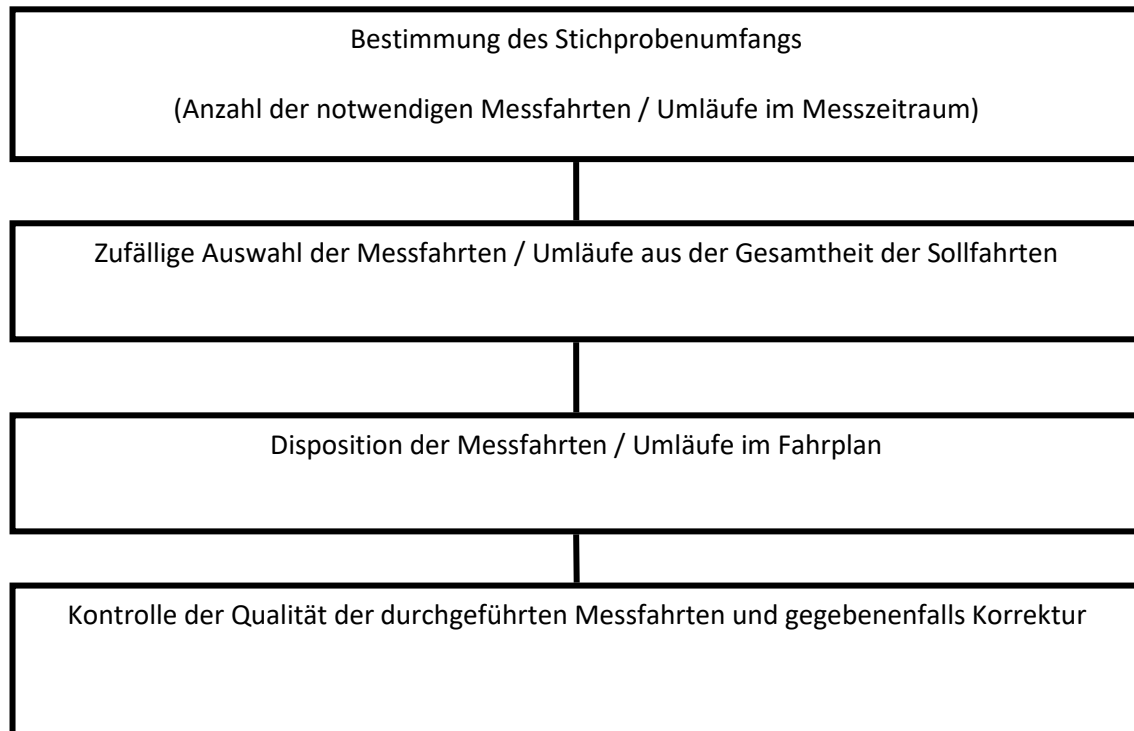 Bestimmung des Stichprobenumfangs
(Anzahl der notwendigen Messfahrten / Umläufe im Messzeitraum)
Zufällige Auswahl der Messfahrten / Umläufe aus der Gesamtheit der Sollfahrten
Disposition der Messfahrten / Umläufe im Fahrplan
Kontrolle der Qualität der durchgeführten Messfahrten und gegebenenfalls Korrektur